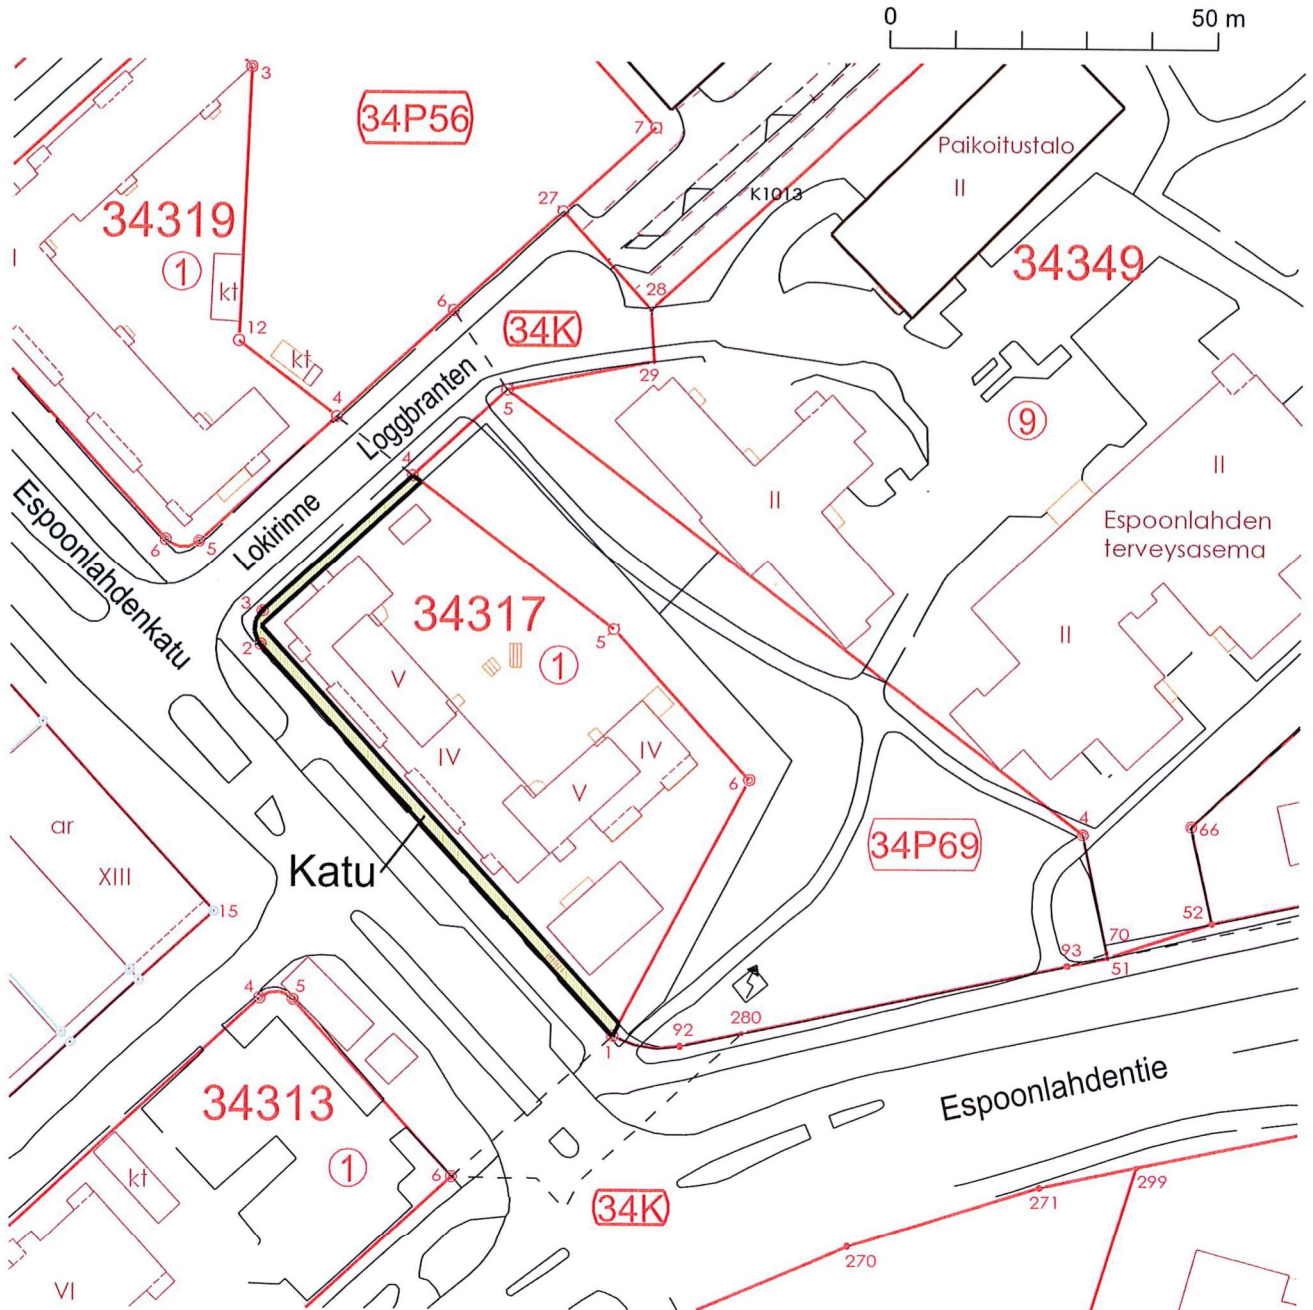 0 50 m
3
34P56
7
Paikoitustalo
II
27
K1013
34319
1
I
kt
34349
28
6
34K
12
kt
29
4
5
Loggbranten
9
4
II
II
Espoonlahdenkatu
Lokirinne
Espoonlahden
terveysasema
6
5
3
34317
2
5
1
V
II
IV
IV
6
V
ar
XIII
Katu
34P69
4
66
15
52
70
93
51
4
5
280
92
1
34313
Espoonlahdentie
1
kt
6
34K
299
271
270
VI